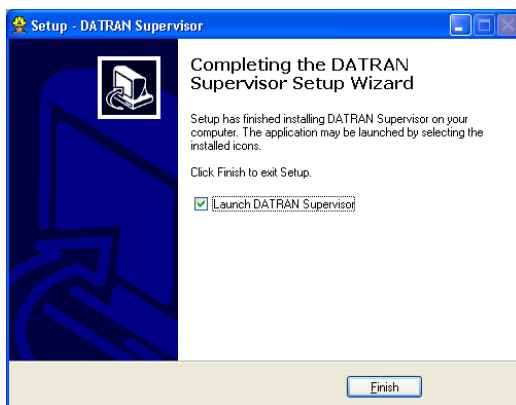 Setup - DATRAN Supervisor
Completing the DATRAN
Supervisor Setup Wizard
Setup has finished installing DATRAN Supervisor on your
computer. The application may be launched by selecting the
installed icons.
Click Finish to exit Setup.
Launch DATRAN Supervisor
Finish